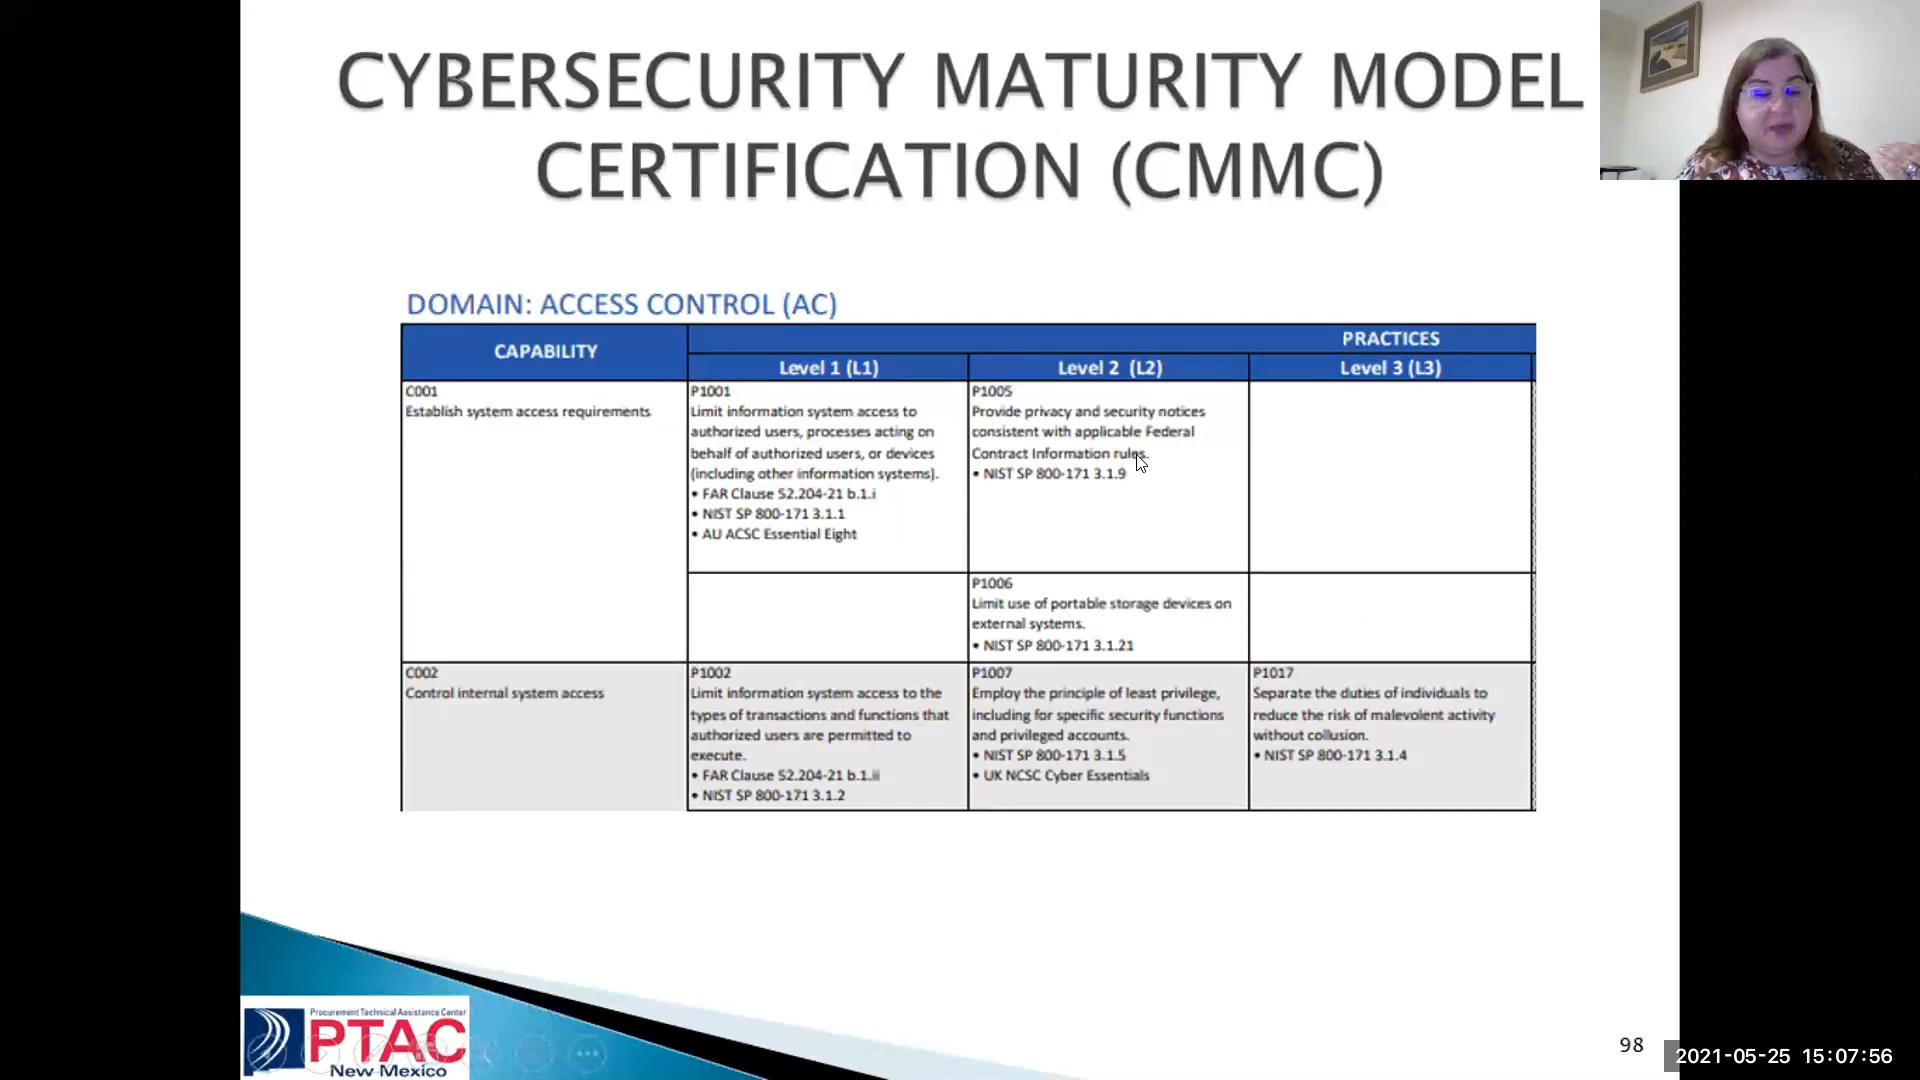 CYBERSECURITY MATURITY MODEL
CERTIFICATION (CMMC)
DOMAIN: ACCESS CONTROL (AC)
CAPABILITY
PRACTICES
Level 1 (L1)
Level 2 (L2)
Level 3 (L3)
C001
Establish system access requirements
P1001
Limit information system access to
authorized users, processes acting on
behalf of authorized users, or devices
(including other information systems).
• FAR Clause 52.204-21 b.1.i
• NIST SP 800-171 3.1.1
• AU ACSC Essential Eight
P1005
Provide privacy and security notices
consistent with applicable Federal
Contract Information rules.
• NIST SP 800-171 3.1.9
P1006
Limit use of portable storage devices on
external systems.
• NIST SP 800-171 3.1.21
C002
Control internal system access
P1002
Limit information system access to the
types of transactions and functions that
authorized users are permitted to
execute.
• FAR Clause 52.204-21 b.1.ii
• NIST SP 800-171 3.1.2
P1007
Employ the principle of least privilege,
including for specific security functions
and privileged accounts.
• NIST SP 800-171 3.1.5
• UK NCSC Cyber Essentials
P1017
Separate the duties of individuals to
reduce the risk of malevolent activity
without collusion.
• NIST SP 800-171 3.1.4
Procurement Technical Assistance Center
PTAC
New Mexico
98
2021-05-25 15:07:56